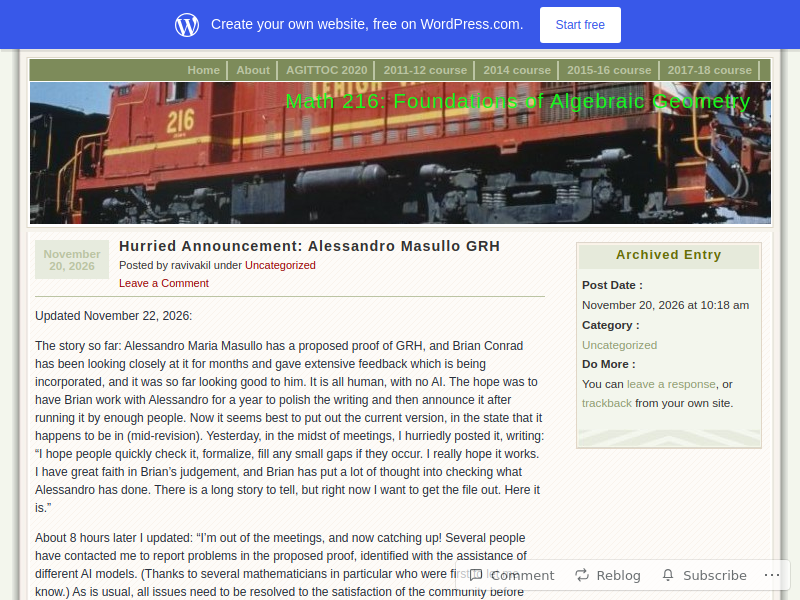 Create your own website, free on WordPress.com. Start free
Home About AGITTOC 2020 2011-12 course 2014 course 2015-16 course 2017-18 course
Math 216: Foundations of Algebraic Geometry
216
November 20, 2026
Hurried Announcement: Alessandro Masullo GRH
Posted by ravivakil under Uncategorized
Leave a Comment
Updated November 22, 2026:
The story so far: Alessandro Maria Masullo has a proposed proof of GRH, and Brian Conrad
has been looking closely at it for months and gave extensive feedback which is being
incorporated, and it was so far looking good to him. It is all human, with no AI. The hope was to
have Brian work with Alessandro for a year to polish the writing and then announce it after
running it by enough people. Now it seems best to put out the current version, in the state that it
happens to be in (mid-revision). Yesterday, in the midst of meetings, I hurriedly posted it, writing:
“I hope people quickly check it, formalize, fill any small gaps if they occur. I really hope it works.
I have great faith in Brian’s judgement, and Brian has put a lot of thought into checking what
Alessandro has done. There is a long story to tell, but right now I want to get the file out. Here it
is.”
About 8 hours later I updated: “I’m out of the meetings, and now catching up! Several people
have contacted me to report problems in the proposed proof, identified with the assistance of
different AI models. (Thanks to several mathematicians in particular who were first to let me
know.) As is usual, all issues need to be resolved to the satisfaction of the community before
Archived Entry
Post Date :
November 20, 2026 at 10:18 am
Category :
Uncategorized
Do More :
You can leave a response, or
trackback from your own site.
Comment Reblog Subscribe ...